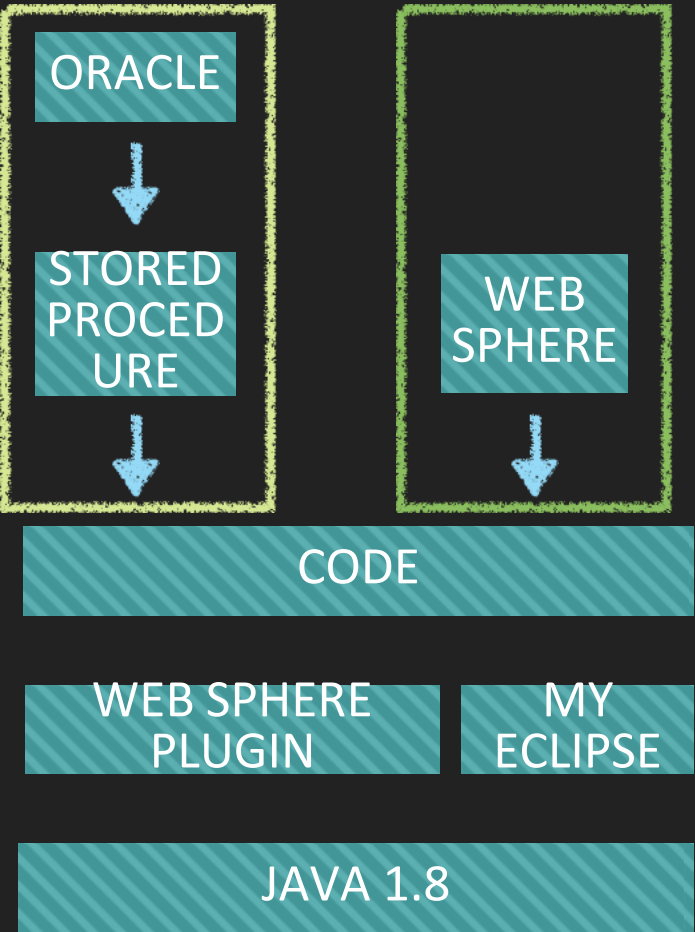 ORACLE
STORED
PROCED
URE
WEB
SPHERE
CODE
WEB SPHERE
PLUGIN
MY
ECLIPSE
JAVA 1.8